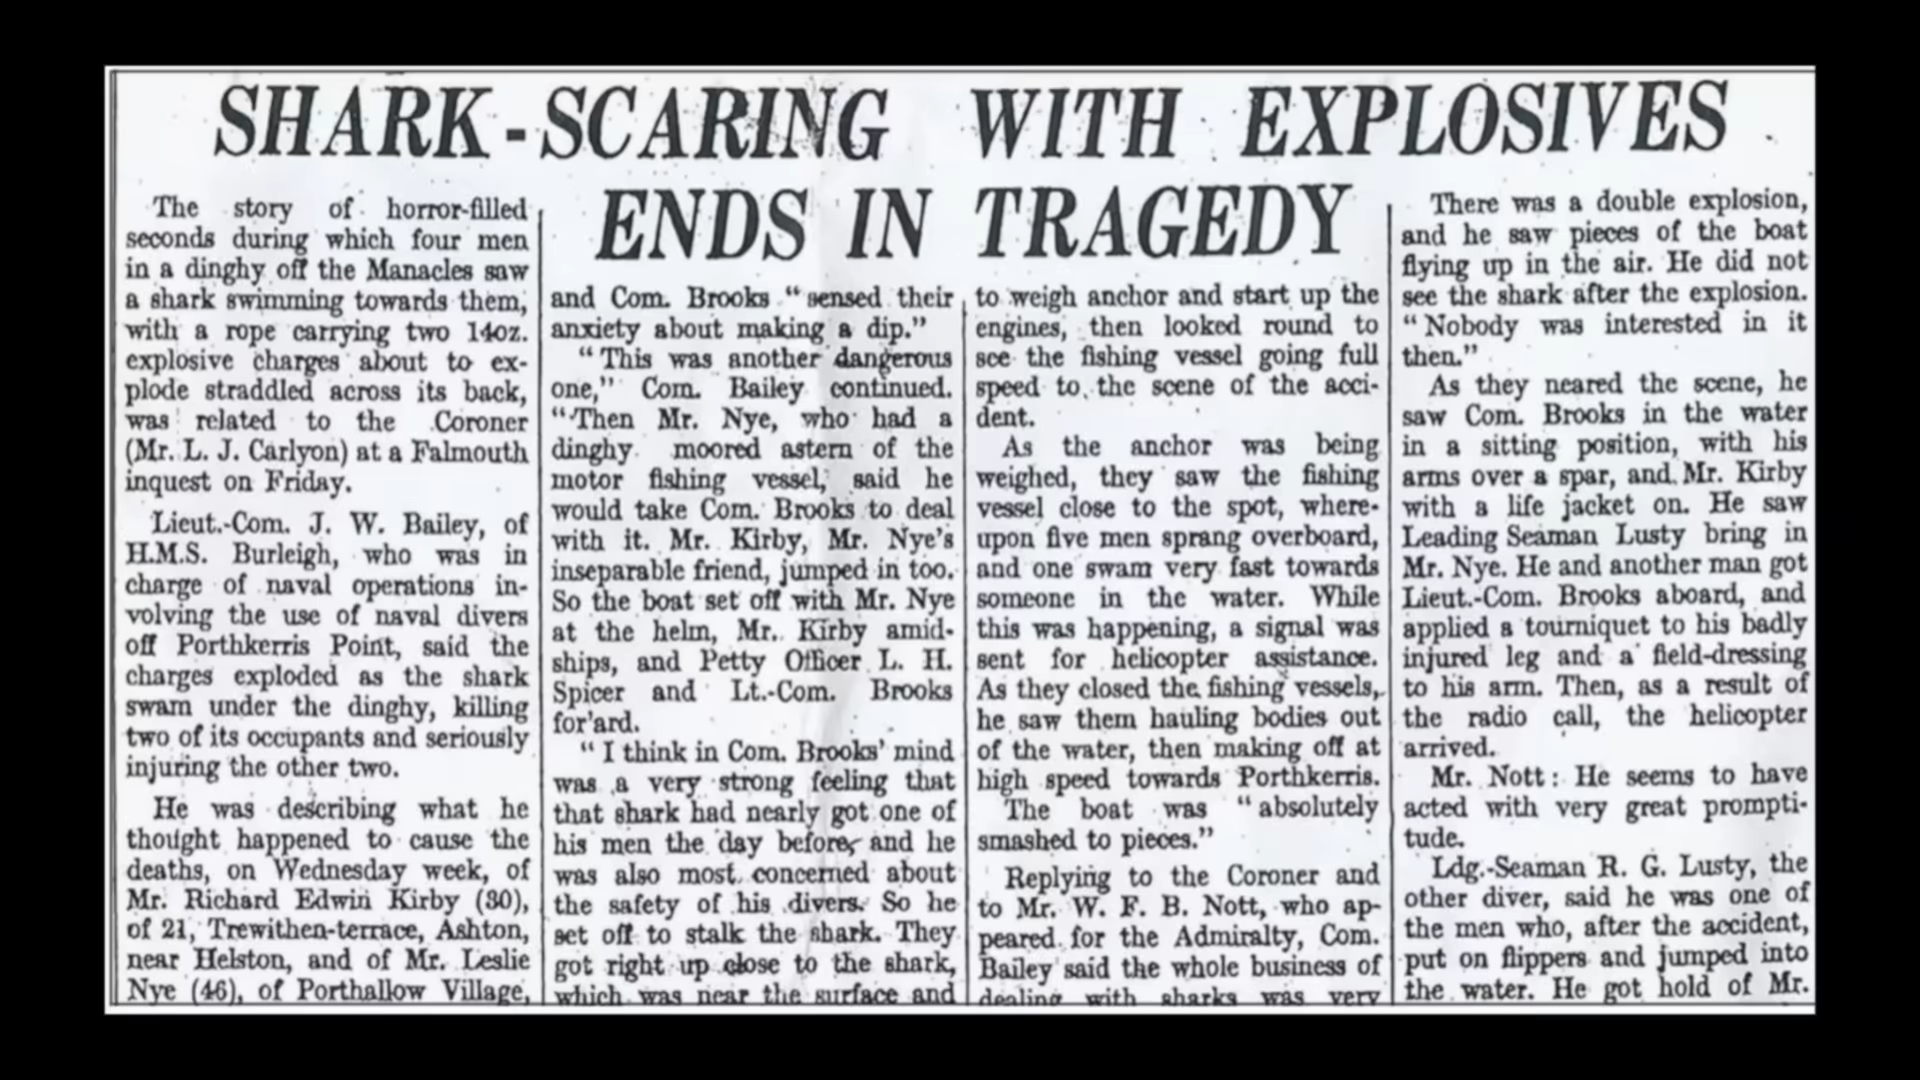 SHARK-SCARING WITH EXPLOSIVES
ENDS IN TRAGEDY
The story of horror-filled
seconds during which four men
in a dinghy off the Manacles saw
a shark swimming towards them,
with a rope carrying two 14oz.
explosive charges about to ex-
plode straddled across its back,
was related to the Coroner
(Mr. L. J. Carlyon) at a Falmouth
inquest on Friday.
Lieut.-Com. J. W. Bailey, of
H.M.S. Burleigh, who was in
charge of naval operations in-
volving the use of naval divers
off Porthkerris Point, said the
charges exploded as the shark
swam under the dinghy, killing
two of its occupants and seriously
injuring the other two.
He was describing what he
thought happened to cause the
deaths, on Wednesday week, of
Mr. Richard Edwin Kirby (30),
of 21, Trewithen-terrace, Ashton,
near Helston, and of Mr. Leslie
Nye (46), of Porthallow Village,
and Com. Brooks "sensed their
anxiety about making a dip."
"This was another dangerous
one," Com. Bailey continued.
"Then Mr. Nye, who had a
dinghy moored astern of the
motor fishing vessel, said he
would take Com. Brooks to deal
with it. Mr. Kirby, Mr. Nye's
inseparable friend, jumped in too.
So the boat set off with Mr. Nye
at the helm, Mr. Kirby amid-
ships, and Petty Officer L. H.
Spicer and Lt.-Com. Brooks
for'ard.
"I think in Com. Brooks' mind
was a very strong feeling that
that shark had nearly got one of
his men the day before, and he
was also most concerned about
the safety of his divers. So he
set off to stalk the shark. They
got right up close to the shark,
which was near the surface and
to weigh anchor and start up the
engines, then looked round to
see the fishing vessel going full
speed to the scene of the acci-
dent.
As the anchor was being
weighed, they saw the fishing
vessel close to the spot, where-
upon five men sprang overboard,
and one swam very fast towards
someone in the water. While
this was happening, a signal was
sent for helicopter assistance.
As they closed the fishing vessels,
he saw them hauling bodies out
of the water, then making off at
high speed towards Porthkerris.
The boat was "absolutely
smashed to pieces."
Replying to the Coroner and
to Mr. W. F. B. Nott, who ap-
peared for the Admiralty, Com.
Bailey said the whole business of
dealing with sharks was very
There was a double explosion,
and he saw pieces of the boat
flying up in the air. He did not
see the shark after the explosion.
"Nobody was interested in it
then."
As they neared the scene, he
saw Com. Brooks in the water
in a sitting position, with his
arms over a spar, and Mr. Kirby
with a life jacket on. He saw
Leading Seaman Lusty bring in
Mr. Nye. He and another man got
Lieut.-Com. Brooks aboard, and
applied a tourniquet to his badly
injured leg and a field-dressing
to his arm. Then, as a result of
the radio call, the helicopter
arrived.
Mr. Nott: He seems to have
acted with very great prompti-
tude.
Ldg.-Seaman R. G. Lusty, the
other diver, said he was one of
the men who, after the accident,
put on flippers and jumped into
the water. He got hold of Mr.